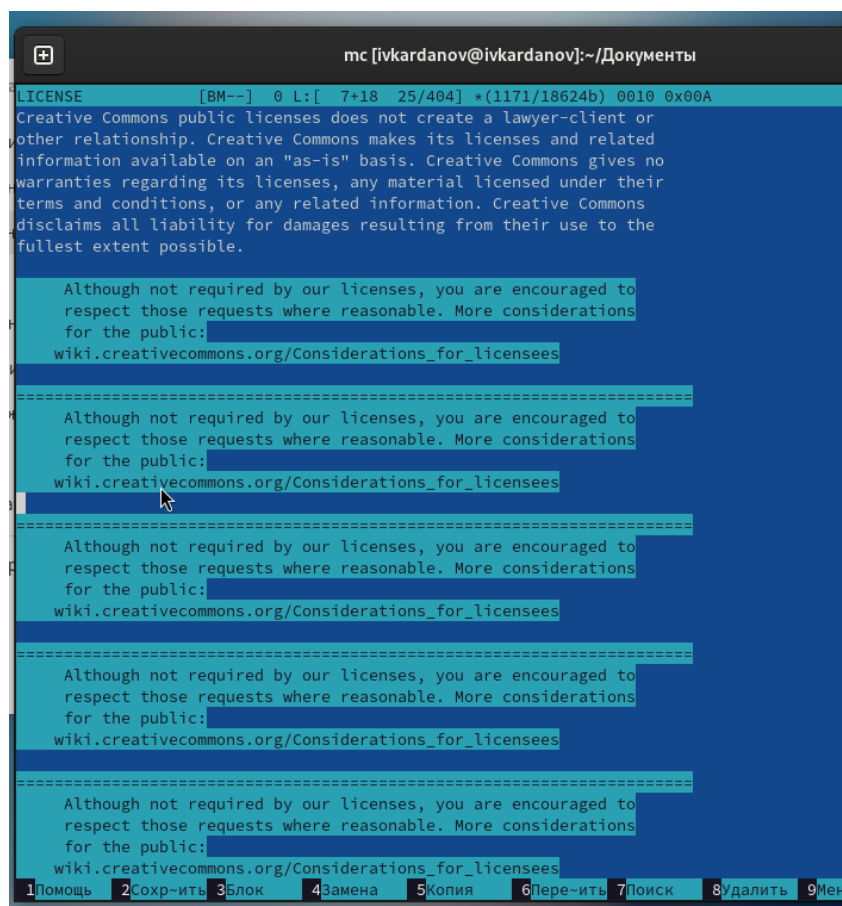 mc [ivkardanov@ivkardanov]:~/Документы
LICENSE [BM--] 0 L:[ 7+18 25/404] *(1171/18624b) 0010 0x00A
Creative Commons public licenses does not create a lawyer-client or
other relationship. Creative Commons makes its licenses and related
information available on an "as-is" basis. Creative Commons gives no
warranties regarding its licenses, any material licensed under their
terms and conditions, or any related information. Creative Commons
disclaims all liability for damages resulting from their use to the
fullest extent possible.
Although not required by our licenses, you are encouraged to
respect those requests where reasonable. More considerations
for the public:
wiki.creativecommons.org/Considerations_for_licensees
=======================================================================
Although not required by our licenses, you are encouraged to
respect those requests where reasonable. More considerations
for the public:
wiki.creativecommons.org/Considerations_for_licensees
=======================================================================
Although not required by our licenses, you are encouraged to
respect those requests where reasonable. More considerations
for the public:
wiki.creativecommons.org/Considerations_for_licensees
=======================================================================
Although not required by our licenses, you are encouraged to
respect those requests where reasonable. More considerations
for the public:
wiki.creativecommons.org/Considerations_for_licensees
=======================================================================
Although not required by our licenses, you are encouraged to
respect those requests where reasonable. More considerations
for the public:
wiki.creativecommons.org/Considerations_for_licensees
1Помощь 2Сохр~ить 3Блок 4Замена 5Копия 6Пере~ить 7Поиск 8Удалить 9Мен